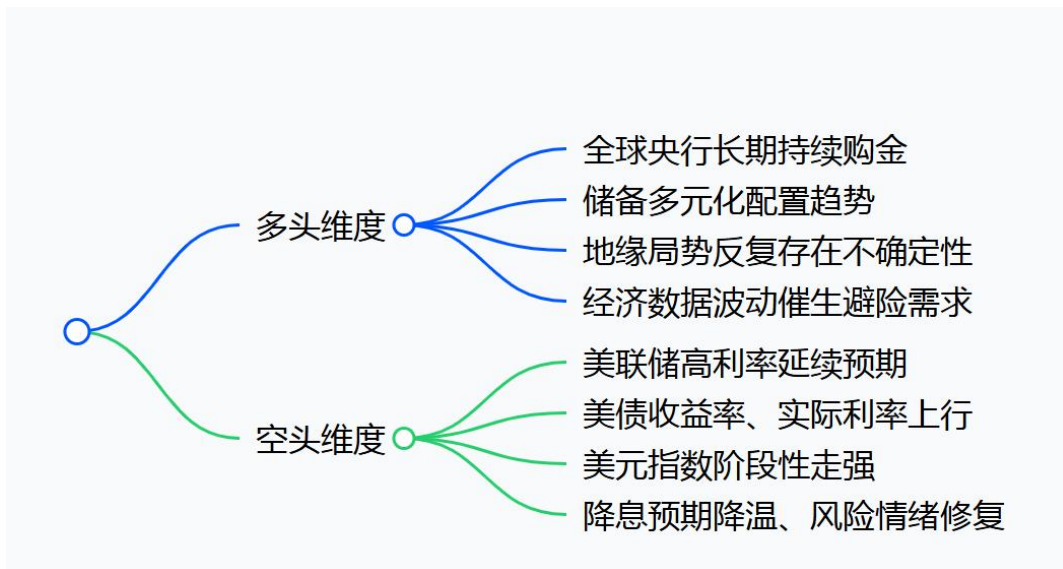 全球央行长期持续购金
储备多元化配置趋势
多头维度
地缘局势反复存在不确定性
经济数据波动催生避险需求
美联储高利率延续预期
美债收益率、实际利率上行
空头维度
美元指数阶段性走强
降息预期降温、风险情绪修复